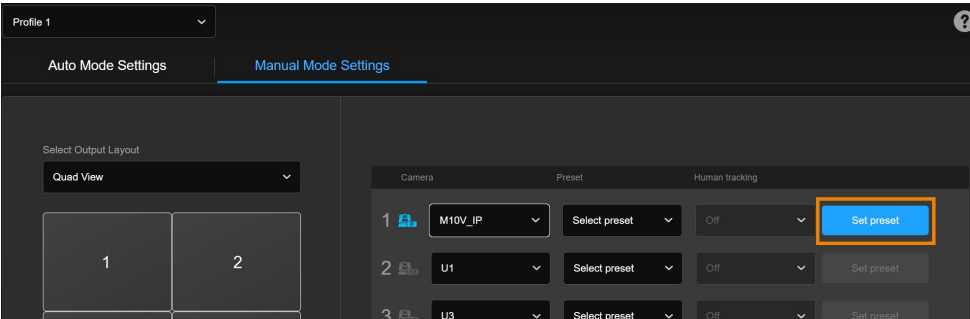 Profile 1
?
Auto Mode Settings
Manual Mode Settings
Select Output Layout
Quad View
1
2
Camera Preset Human tracking
1 M10V_IP Select preset Off Set preset
2 U1 Select preset Off Set preset
3 U3 Select preset Off Set preset